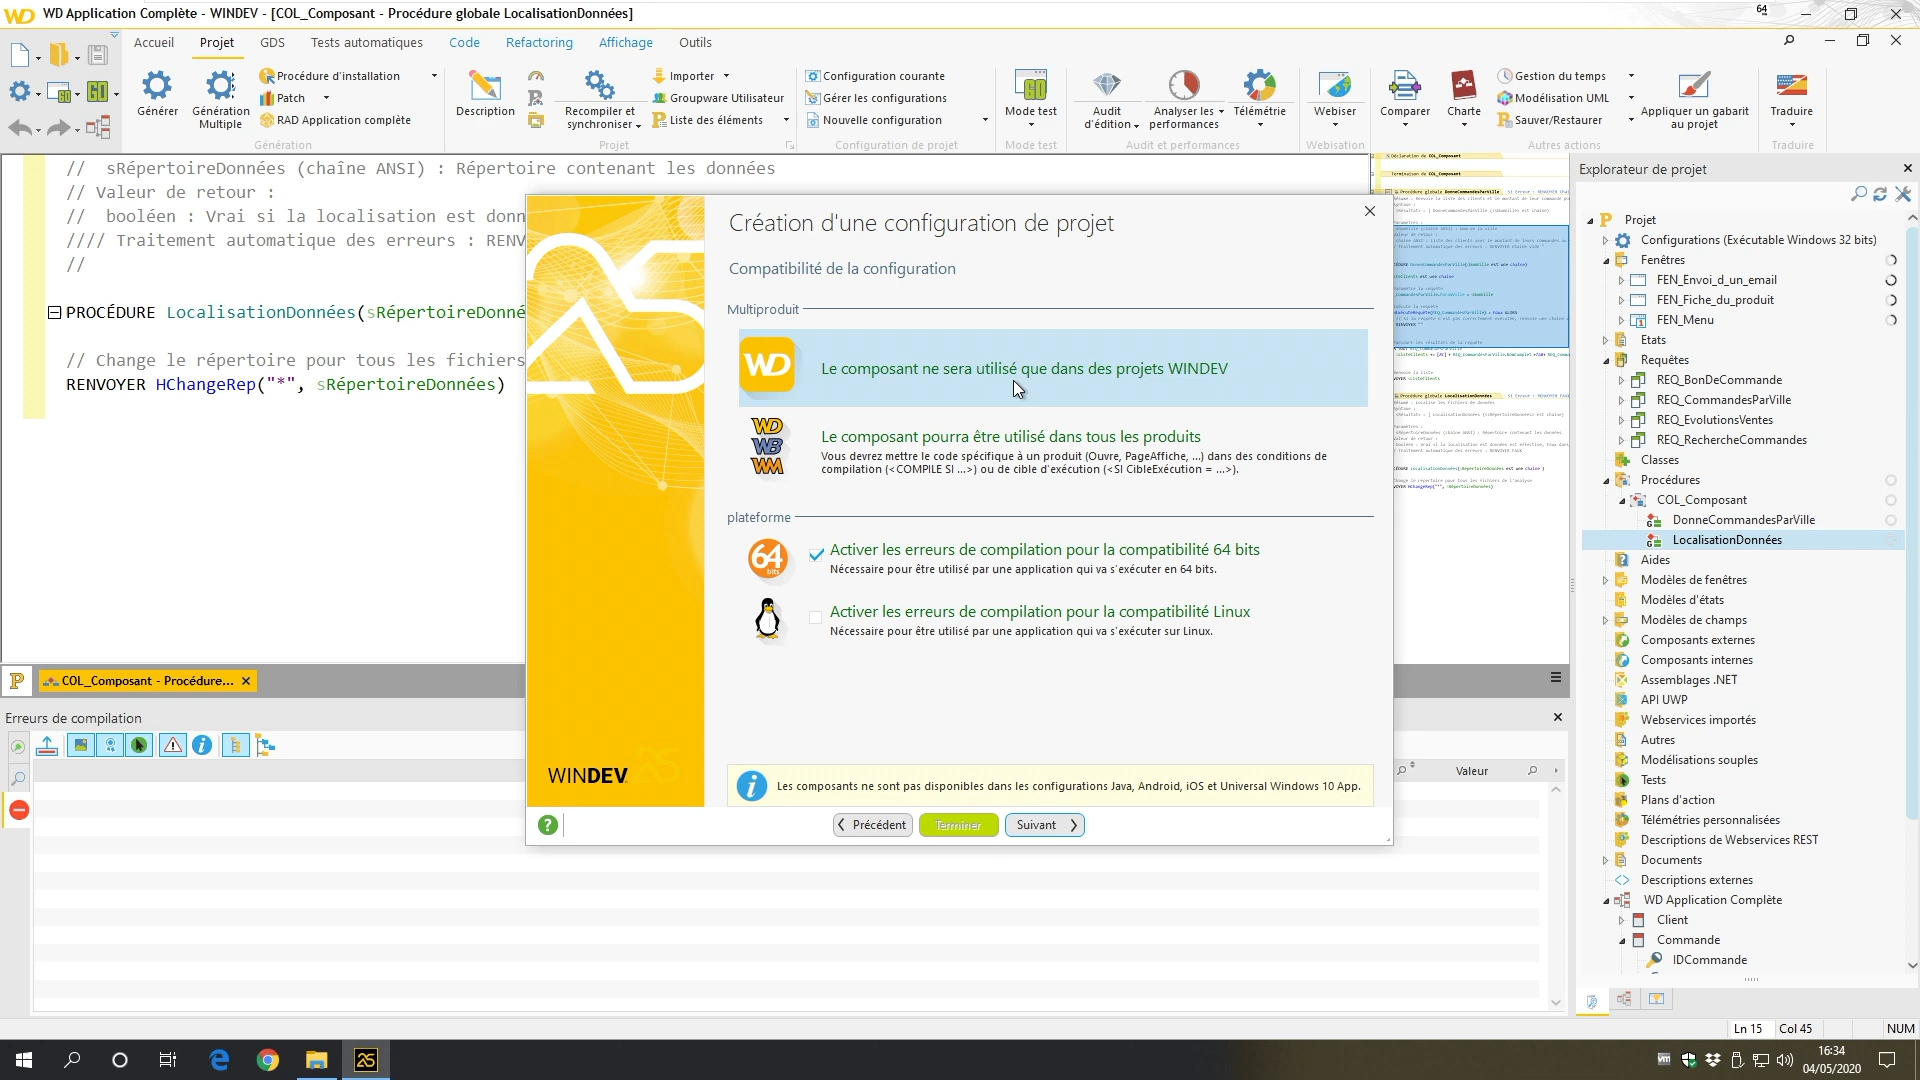 WD Application Complète - WINDEV - [COL_Composant - Procédure globale LocalisationDonnées]
64
Accueil
Projet
GDS
Tests automatiques
Code
Refactoring
Affichage
Outils
Générer
Génération
Multiple
Procédure d'installation
Patch
RAD Application complète
Génération
Description
Recompiler et
synchroniser
Importer
Groupware Utilisateur
Liste des éléments
Projet
Configuration courante
Gérer les configurations
Nouvelle configuration
Configuration de projet
Mode test
Mode test
Audit
d'édition
Analyser les
performances
Télémétrie
Audit et performances
Webiser
Webisation
Comparer
Charte
Gestion du temps
Modélisation UML
Sauver/Restaurer
Appliquer un gabarit
au projet
Autres actions
Traduire
Traduire
// sRépertoireDonnées (chaîne ANSI) : Répertoire contenant les données
// Valeur de retour :
// booléen : Vrai si la localisation est donn
//// Traitement automatique des erreurs : RENV
//
PROCÉDURE LocalisationDonnées(sRépertoireDonné
// Change le répertoire pour tous les fichiers
RENVOYER HChangeRep("*", sRépertoireDonnées)
Création d'une configuration de projet
Compatibilité de la configuration
Multiproduit
WD
Le composant ne sera utilisé que dans des projets WINDEV
WD
WB
WM
Le composant pourra être utilisé dans tous les produits
Vous devrez mettre le code spécifique à un produit (Ouvre, PageAffiche, ...) dans des conditions de
compilation (<COMPILE SI ...>) ou de cible d'exécution (<SI CibleExécution = ...>).
plateforme
64
bits
Activer les erreurs de compilation pour la compatibilité 64 bits
Nécessaire pour être utilisé par une application qui va s'exécuter en 64 bits.
Activer les erreurs de compilation pour la compatibilité Linux
Nécessaire pour être utilisé par une application qui va s'exécuter sur Linux.
WINDEV
Les composants ne sont pas disponibles dans les configurations Java, Android, iOS et Universal Windows 10 App.
Précédent
Terminer
Suivant
Explorateur de projet
Projet
Configurations (Exécutable Windows 32 bits)
Fenêtres
FEN_Envoi_d_un_email
FEN_Fiche_du_produit
FEN_Menu
Etats
Requêtes
REQ_BonDeCommande
REQ_CommandesParVille
REQ_EvolutionsVentes
REQ_RechercheCommandes
Classes
Procédures
COL_Composant
DonneCommandesParVille
LocalisationDonnées
Aides
Modèles de fenêtres
Modèles d'états
Modèles de champs
Composants externes
Composants internes
Assemblages .NET
API UWP
Webservices importés
Autres
Modélisations souples
Tests
Plans d'action
Télémétries personnalisées
Descriptions de Webservices REST
Documents
Descriptions externes
WD Application Complète
Client
Commande
IDCommande
COL_Composant - Procédure...
Erreurs de compilation
Valeur
Ln 15
Col 45
NUM
16:34
04/05/2020